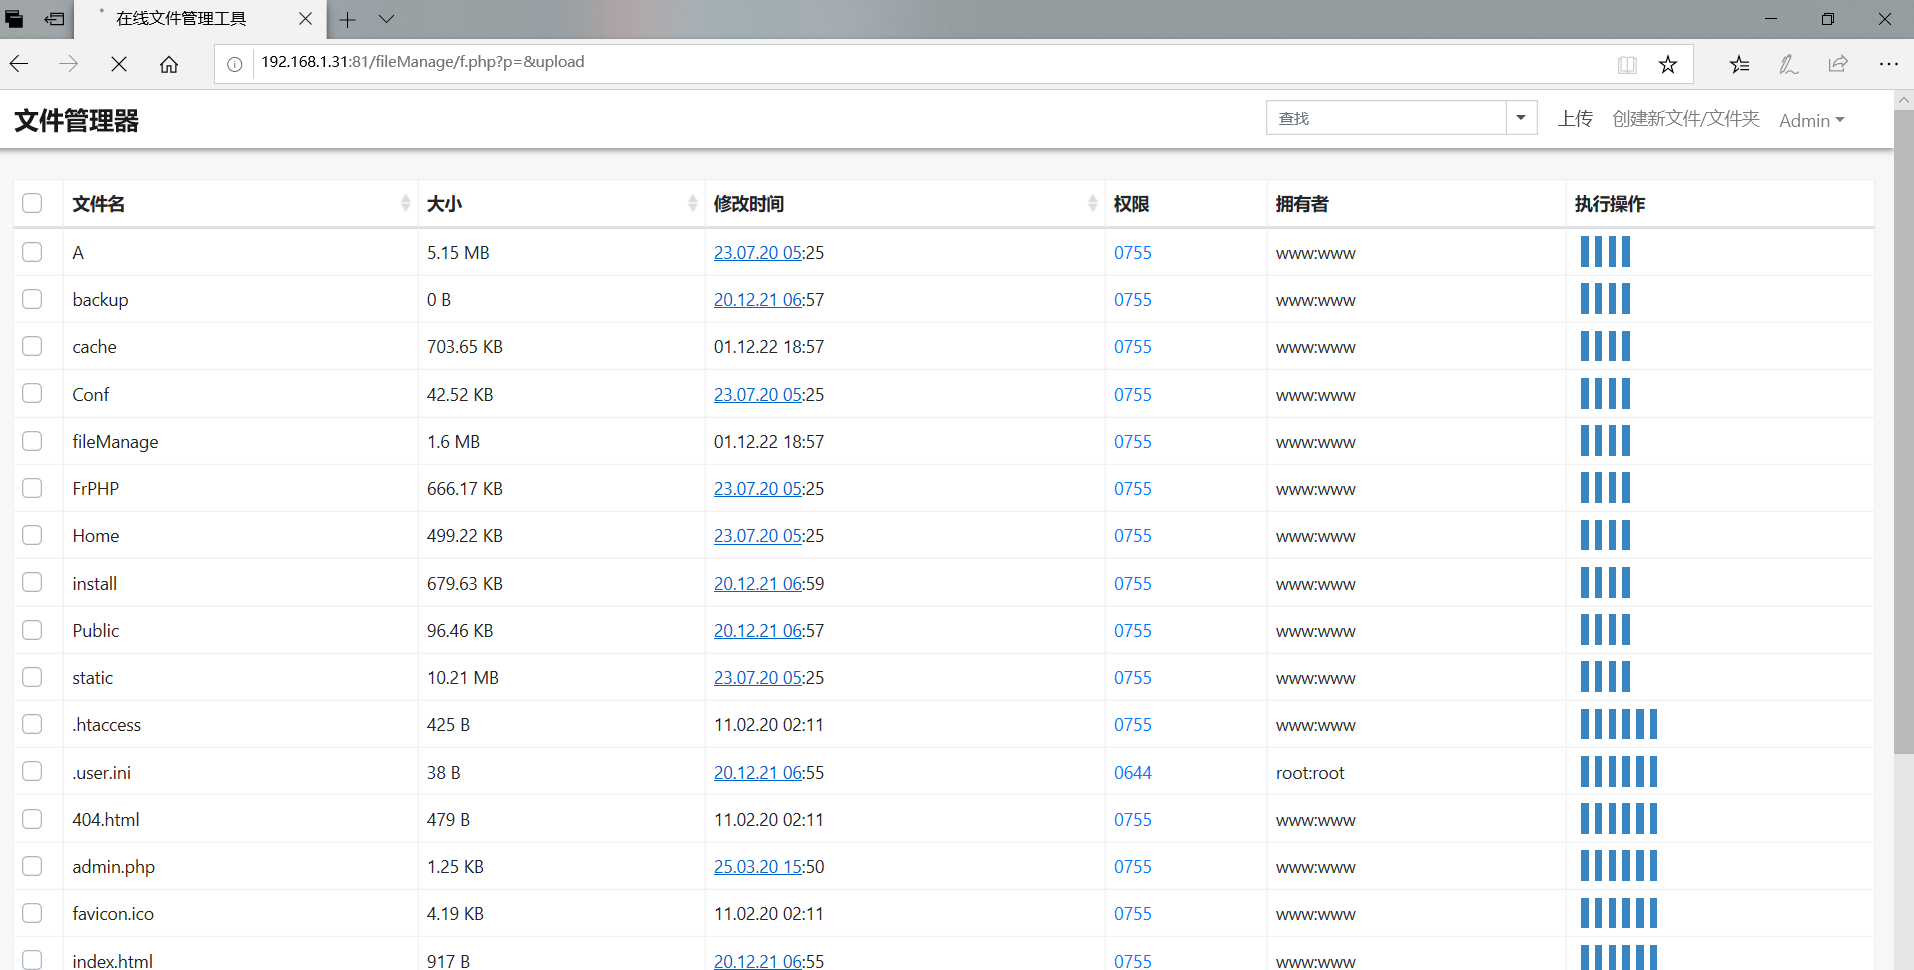 在线文件管理工具
192.168.1.31:81/fileManage/f.php?p=&upload
文件管理器
查找
上传 创建新文件/文件夹 Admin
文件名 大小 修改时间 权限 拥有者 执行操作
A 5.15 MB 23.07.20 05:25 0755 www:www
backup 0 B 20.12.21 06:57 0755 www:www
cache 703.65 KB 01.12.22 18:57 0755 www:www
Conf 42.52 KB 23.07.20 05:25 0755 www:www
fileManage 1.6 MB 01.12.22 18:57 0755 www:www
FrPHP 666.17 KB 23.07.20 05:25 0755 www:www
Home 499.22 KB 23.07.20 05:25 0755 www:www
install 679.63 KB 20.12.21 06:59 0755 www:www
Public 96.46 KB 20.12.21 06:57 0755 www:www
static 10.21 MB 23.07.20 05:25 0755 www:www
.htaccess 425 B 11.02.20 02:11 0755 www:www
.user.ini 38 B 20.12.21 06:55 0644 root:root
404.html 479 B 11.02.20 02:11 0755 www:www
admin.php 1.25 KB 25.03.20 15:50 0755 www:www
favicon.ico 4.19 KB 11.02.20 02:11 0755 www:www
index.html 917 B 20.12.21 06:55 0755 www:www